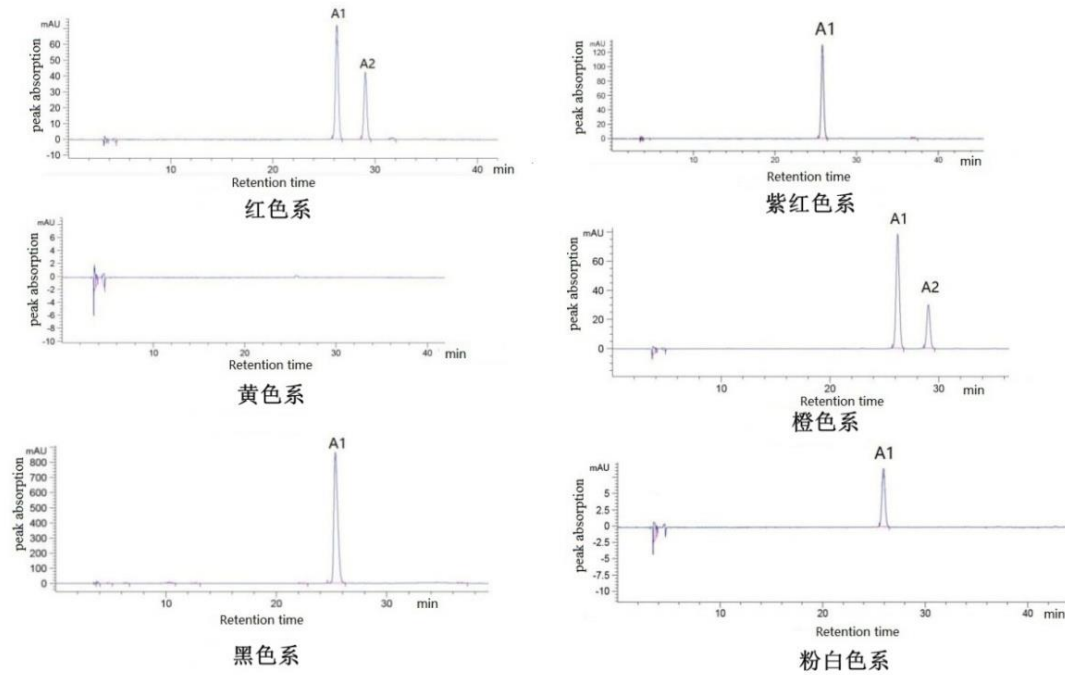 A1
mAU
60
50
40
30
20
10
0
-10
A2
peak absorption
10
20
30
40
min
Retention time
红色系
A1
mAU
120
100
80
60
40
20
0
peak absorption
10
20
30
40
min
Retention time
紫红色系
mAU
6
4
2
0
-2
-4
-6
-8
-10
peak absorption
10
20
30
40
min
Retention time
黄色系
A1
mAU
80
60
40
20
0
A2
peak absorption
10
20
30
min
Retention time
橙色系
A1
mAU
800
700
600
500
400
300
200
100
0
peak absorption
10
20
30
min
Retention time
黑色系
A1
mAU
5
2.5
0
-2.5
-5
-7.5
-10
peak absorption
10
20
30
40
min
Retention time
粉白色系